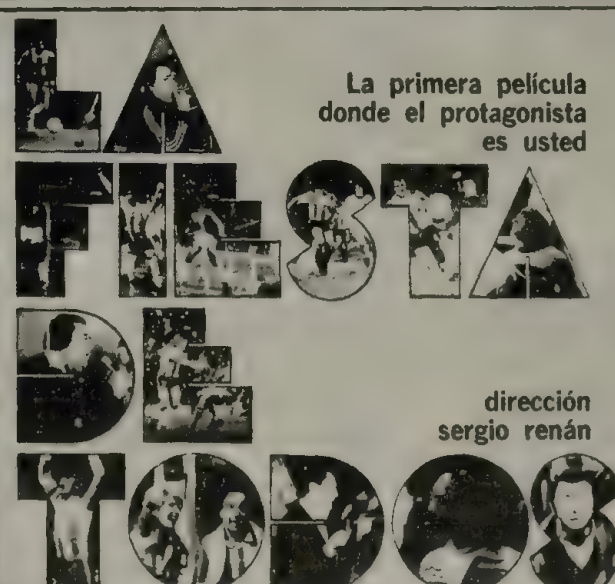 LA
La primera película
donde el protagonista
es usted
FIESTA
DE
dirección
sergio renán
TODOS